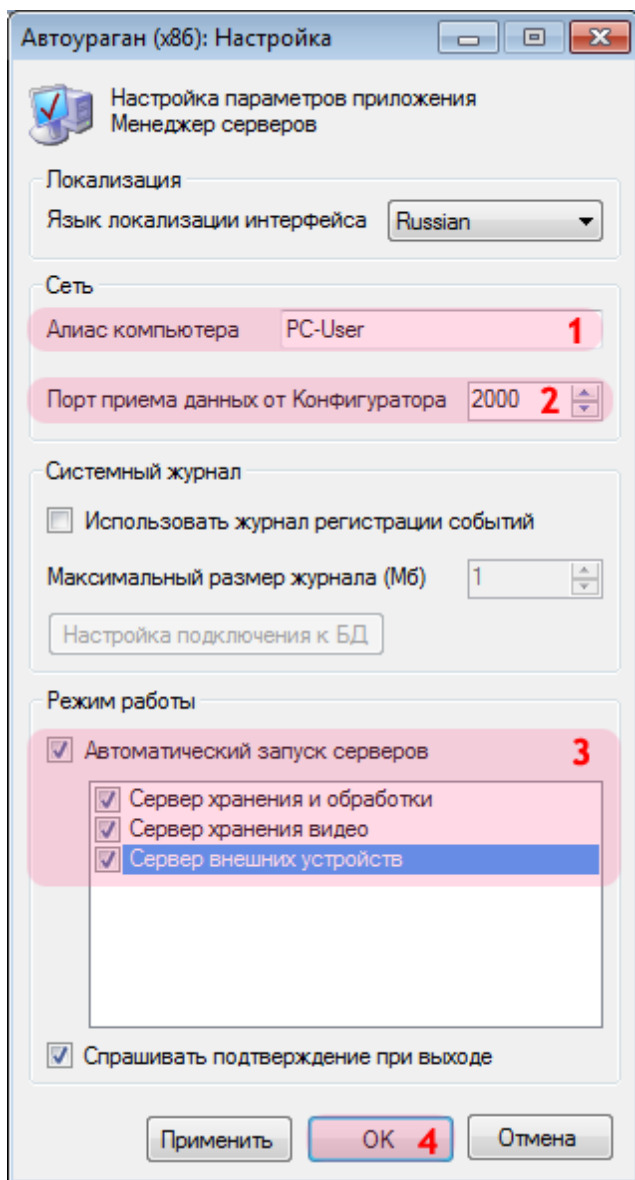 Автоураган (x86): Настройка
Настройка параметров приложения
Менеджер серверов
Локализация
Язык локализации интерфейса Russian
Сеть
Алиас компьютера PC-User 1
Порт приема данных от Конфигуратора 2000 2
Системный журнал
Использовать журнал регистрации событий
Максимальный размер журнала (Мб) 1
Настройка подключения к БД
Режим работы
Автоматический запуск серверов 3
Сервер хранения и обработки
Сервер хранения видео
Сервер внешних устройств
Спрашивать подтверждение при выходе
Применить OK 4 Отмена